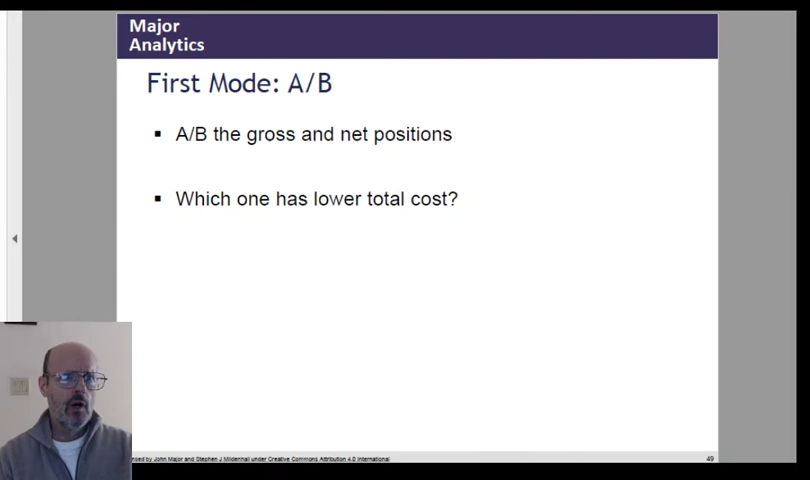 Major
Analytics
First Mode: A/B
▪ A/B the gross and net positions
▪ Which one has lower total cost?
by John Major and Stephen J Mildenhall under Creative Commons Attribution 4.0 International
49